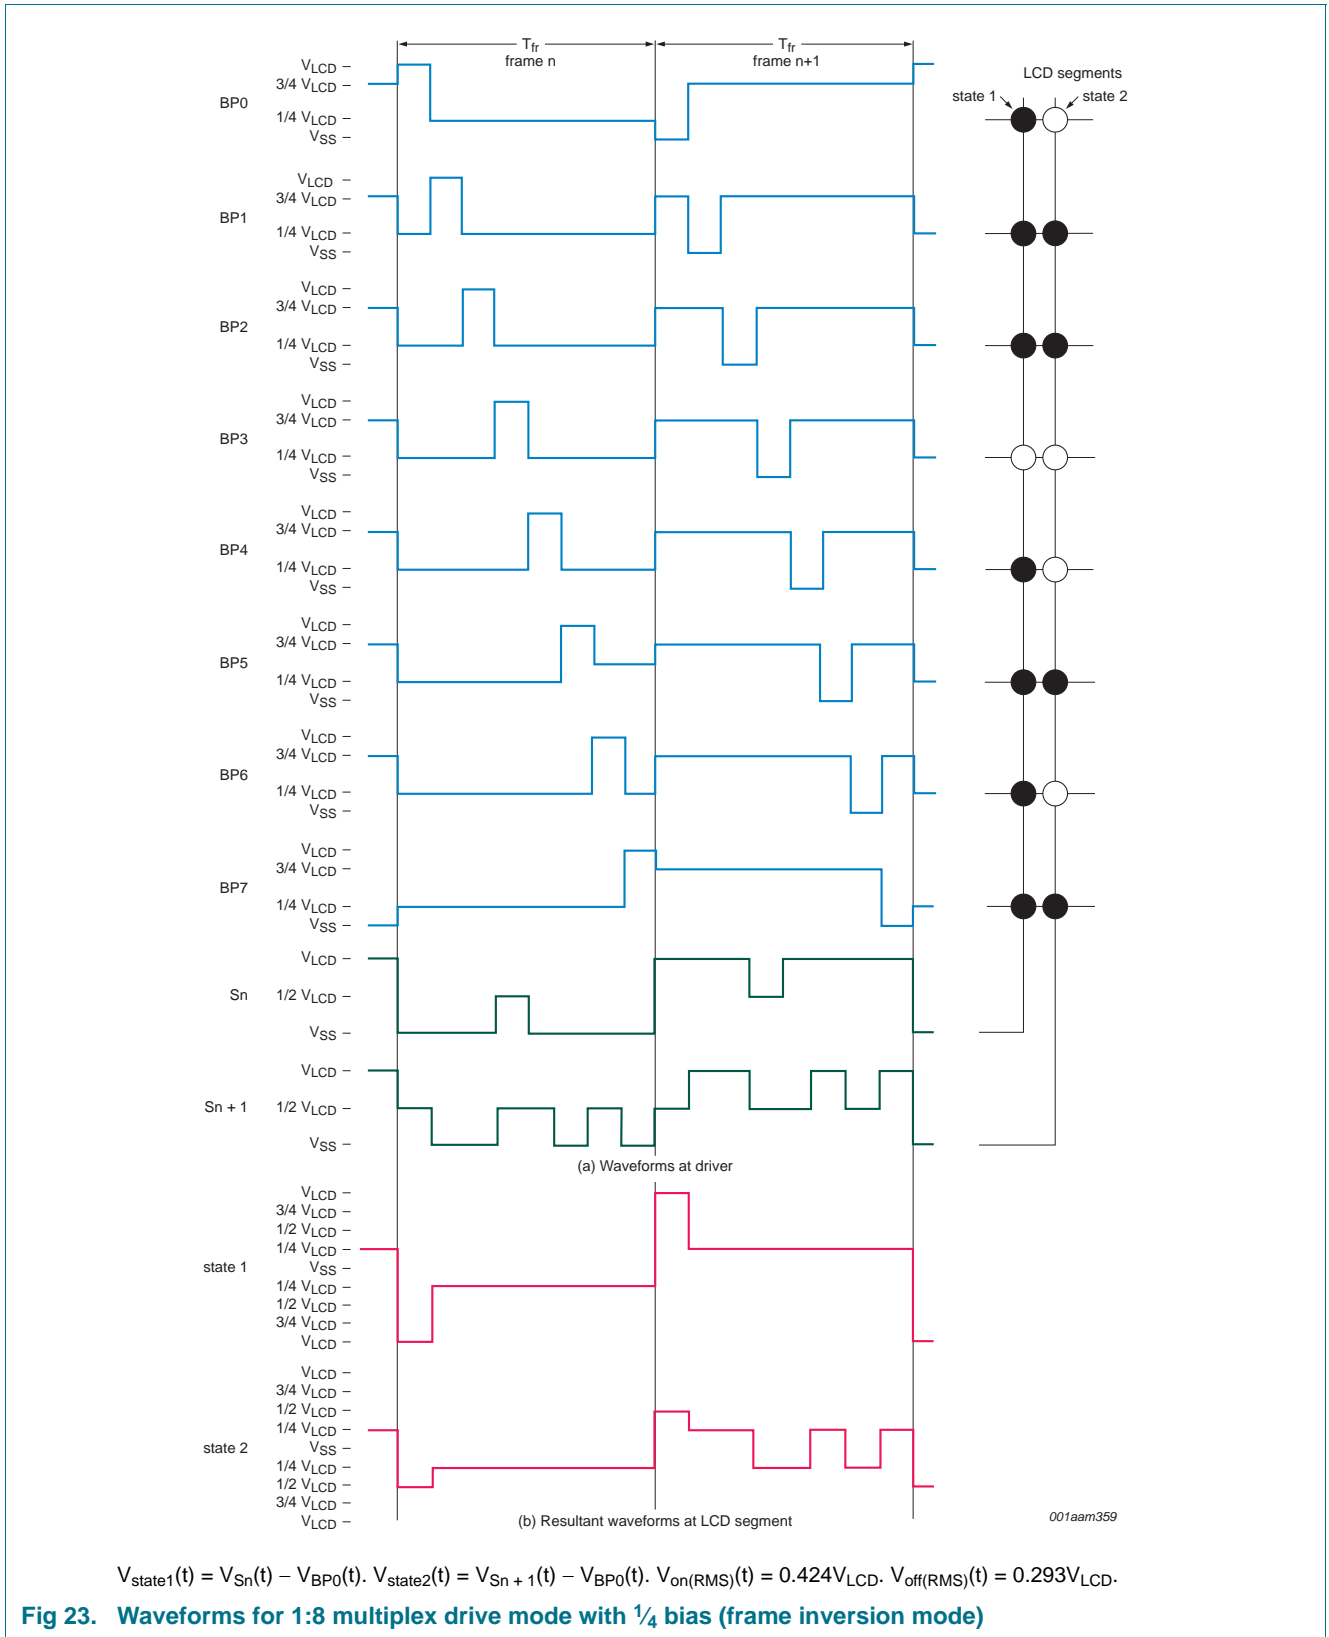 Tfr
Tfr
frame n
frame n+1
LCD segments
state 1
state 2
BP0
VLCD
3/4 VLCD
1/4 VLCD
VSS
BP1
VLCD
3/4 VLCD
1/4 VLCD
VSS
BP2
VLCD
3/4 VLCD
1/4 VLCD
VSS
BP3
VLCD
3/4 VLCD
1/4 VLCD
VSS
BP4
VLCD
3/4 VLCD
1/4 VLCD
VSS
BP5
VLCD
3/4 VLCD
1/4 VLCD
VSS
BP6
VLCD
3/4 VLCD
1/4 VLCD
VSS
BP7
VLCD
3/4 VLCD
1/4 VLCD
VSS
Sn
VLCD
1/2 VLCD
VSS
Sn + 1
VLCD
1/2 VLCD
VSS
(a) Waveforms at driver
state 1
VLCD
3/4 VLCD
1/2 VLCD
1/4 VLCD
VSS
1/4 VLCD
1/2 VLCD
3/4 VLCD
VLCD
state 2
VLCD
3/4 VLCD
1/2 VLCD
1/4 VLCD
VSS
1/4 VLCD
1/2 VLCD
3/4 VLCD
VLCD
(b) Resultant waveforms at LCD segment
001aam359
Vstate1(t) = VSn(t) − VBP0(t). Vstate2(t) = VSn + 1(t) − VBP0(t). Von(RMS)(t) = 0.424VLCD. Voff(RMS)(t) = 0.293VLCD.
Fig 23. Waveforms for 1:8 multiplex drive mode with 1⁄4 bias (frame inversion mode)